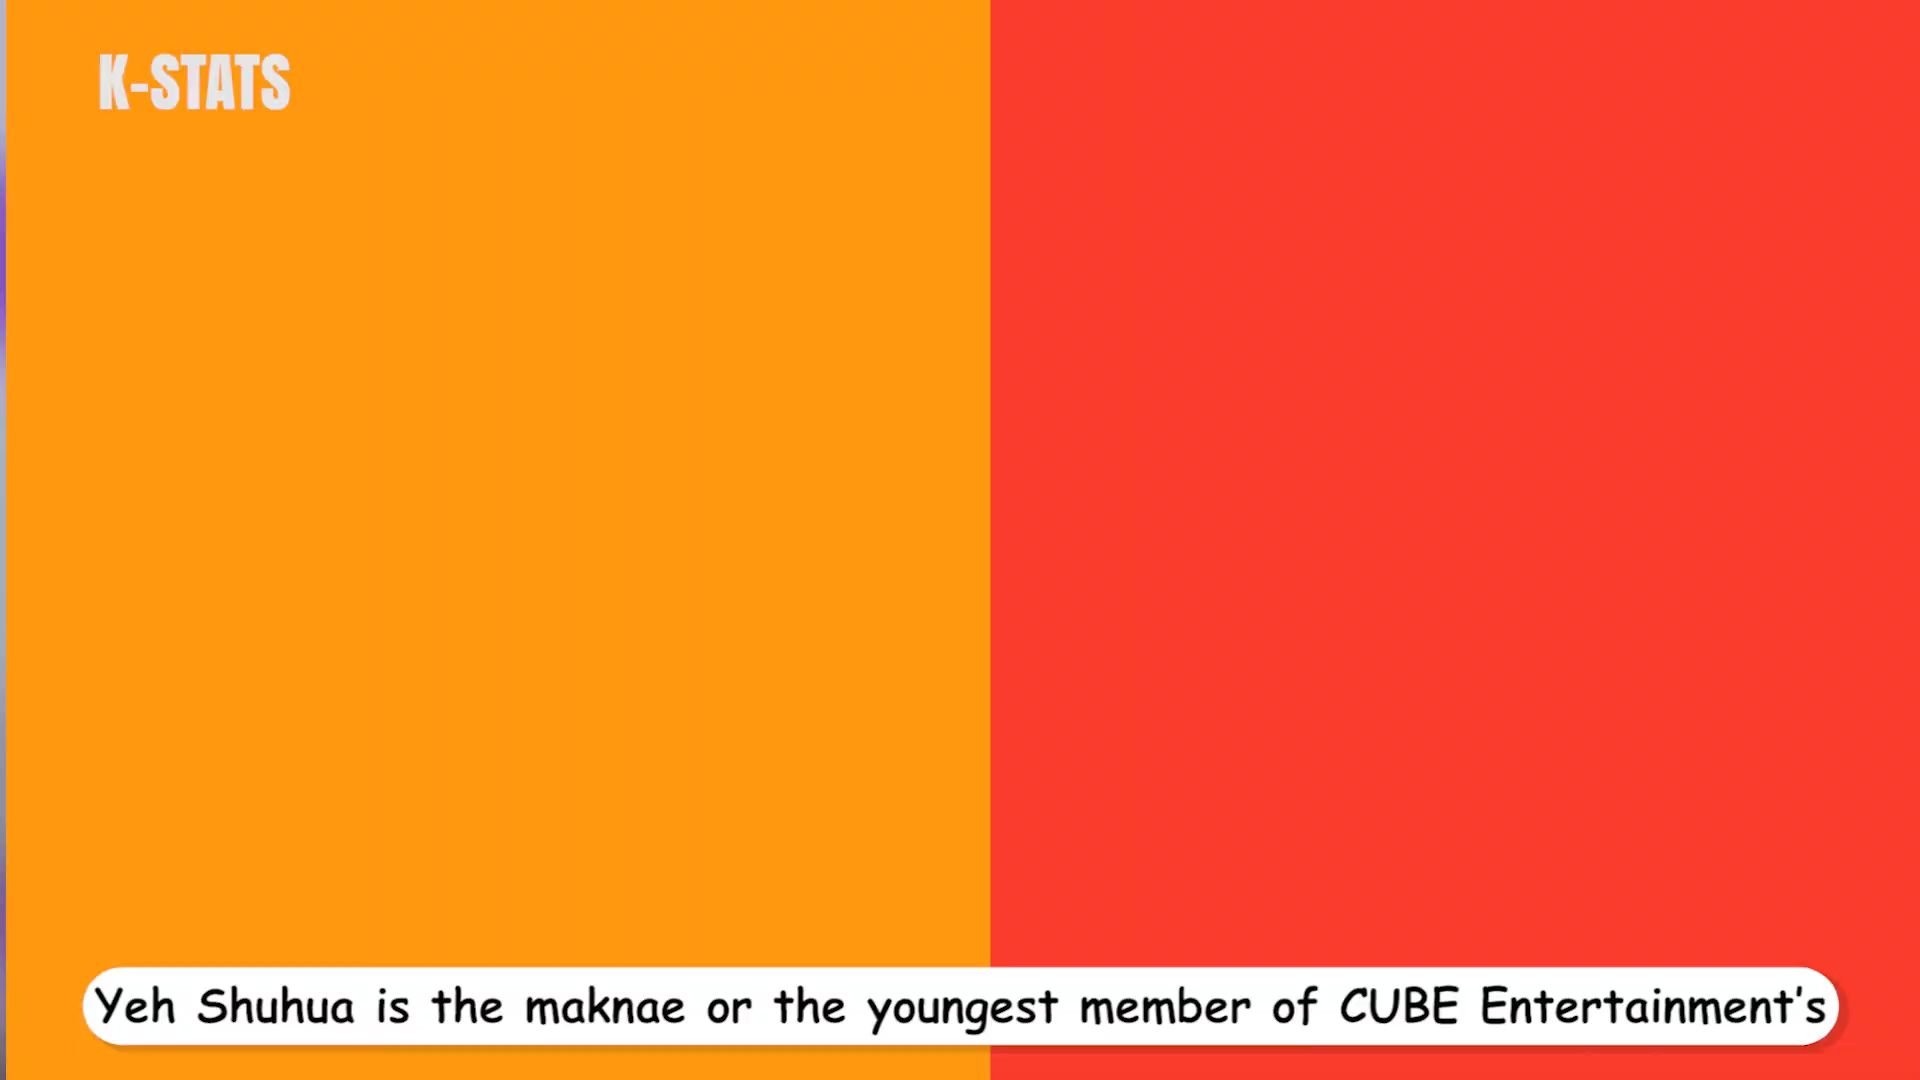 K-STATS
Yeh Shuhua is the maknae or the youngest member of CUBE Entertainment's